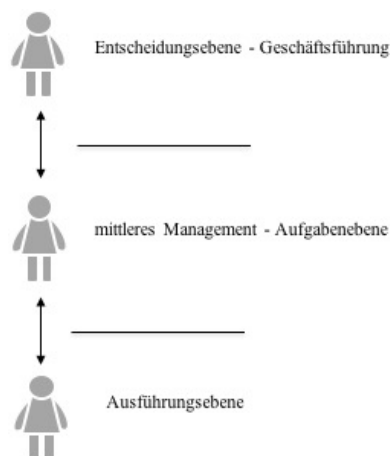 Entscheidungsebene - Geschäftsführung
mittleres Management - Aufgabenebene
Ausführungsebene